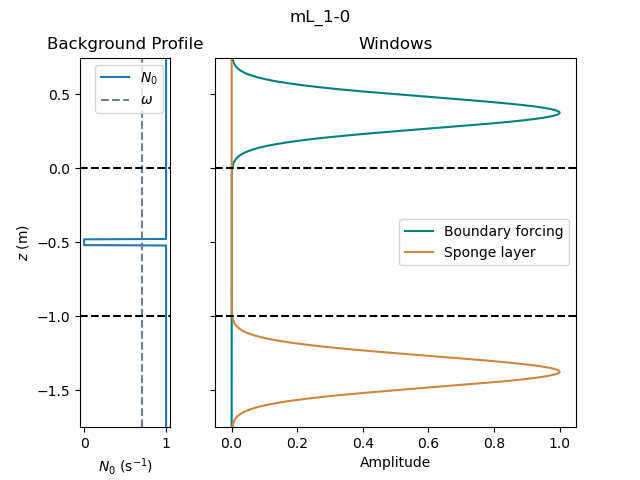 mL_1-0
Background Profile
Windows
N₀
ω
Boundary forcing
Sponge layer
z (m)
0.5
0.0
−0.5
−1.0
−1.5
0 1
N₀ (s⁻¹)
0.0 0.2 0.4 0.6 0.8 1.0
Amplitude